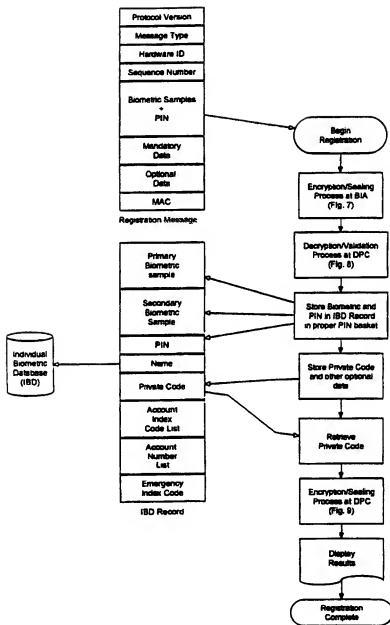 Protocol Version
Message Type
Hardware ID
Sequence Number
Biometric Samples
+
PIN
Mandatory
Data
Optional
Data
MAC
Registration Message
Primary
Biometric
sample
Secondary
Biometric
Sample
PIN
Name
Private Code
Account
Index
Code List
Account
Number
List
Emergency
Index Code
IBD Record
Individual
Biometric
Database
(IBD)
Begin
Registration
Encryption/Sealing
Process at BIA
(Fig. 7)
Decryption/Validation
Process at DPC
(Fig. 8)
Store Biometric and
PIN in IBD Record
in proper PIN basket
Store Private Code
and other optional
data
Retrieve
Private Code
Encryption/Sealing
Process at DPC
(Fig. 9)
Display
Results
Registration
Complete